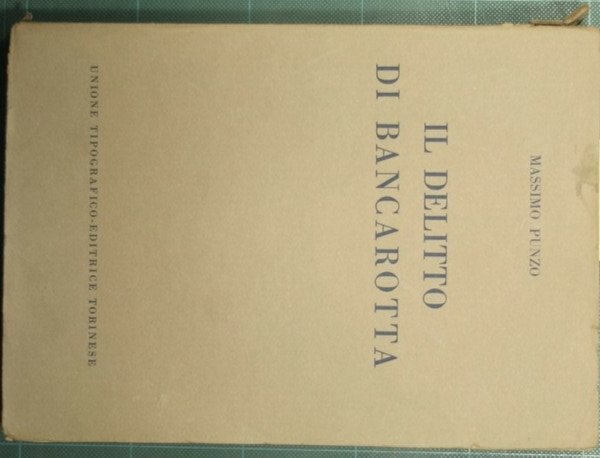 MASSIMO PUNZO
IL DELITTO
DI BANCAROTTA
UNIONE TIPOGRAFICO-EDITRICE TORINESE